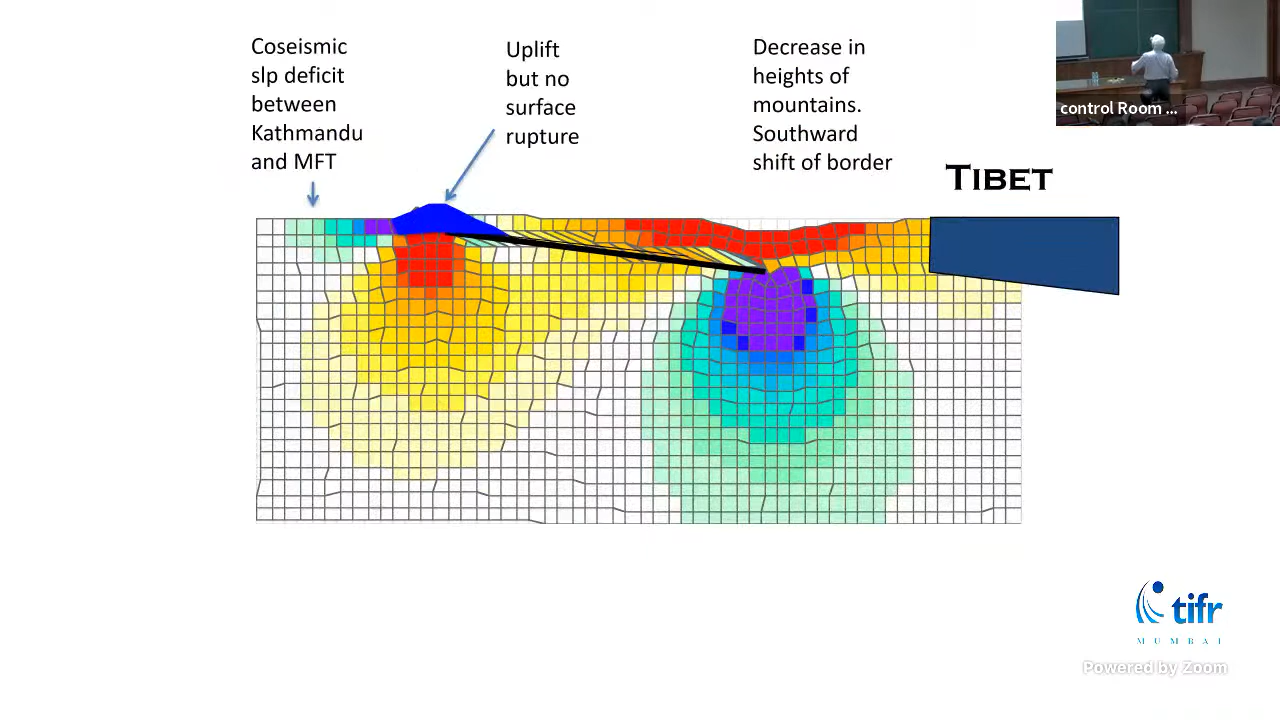 Coseismic
slp deficit
between
Kathmandu
and MFT
Uplift
but no
surface
rupture
Decrease in
heights of
mountains.
Southward
shift of border
TIBET
control Room ...
tifr
MUMBAI
Powered by Zoom